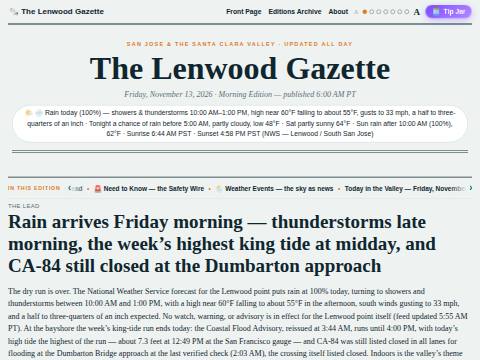 The Lenwood Gazette
Front Page Editions Archive About A A Tip Jar
SAN JOSE & THE SANTA CLARA VALLEY · UPDATED ALL DAY
The Lenwood Gazette
Friday, November 13, 2026 · Morning Edition — published 6:00 AM PT
Rain today (100%) — showers & thunderstorms 10:00 AM–1:00 PM, high near 60°F falling to about 55°F, gusts to 33 mph, a half to three-
quarters of an inch · Tonight a chance of rain before 5:00 AM, partly cloudy, low 48°F · Sat partly sunny 64°F · Sun rain after 10:00 AM (100%),
62°F · Sunrise 6:44 AM PST · Sunset 4:58 PM PST (NWS — Lenwood / South San Jose)
IN THIS EDITION ‹ ead • Need to Know — the Safety Wire • Weather Events — the sky as news • Today in the Valley — Friday, Novembe ›
THE LEAD
Rain arrives Friday morning — thunderstorms late
morning, the week’s highest king tide at midday, and
CA-84 still closed at the Dumbarton approach
The dry run is over. The National Weather Service forecast for the Lenwood point puts rain at 100% today, turning to showers and
thunderstorms between 10:00 AM and 1:00 PM, with a high near 60°F falling to about 55°F in the afternoon, south winds gusting to 33 mph,
and a half to three-quarters of an inch expected. No watch, warning, or advisory is in effect for the Lenwood point (feed updated 5:55 AM
PT). At the bayshore the week’s king-tide run ends today: the Coastal Flood Advisory, reissued at 3:44 AM, runs until 4:00 PM, with today’s
high tide the highest of the run — about 7.3 feet at 12:49 PM at the San Francisco gauge — and CA-84 was still listed closed in all lanes for
flooding at the Dumbarton Bridge approach at the last verified check (2:03 AM), the crossing itself listed closed. Indoors is the valley’s theme